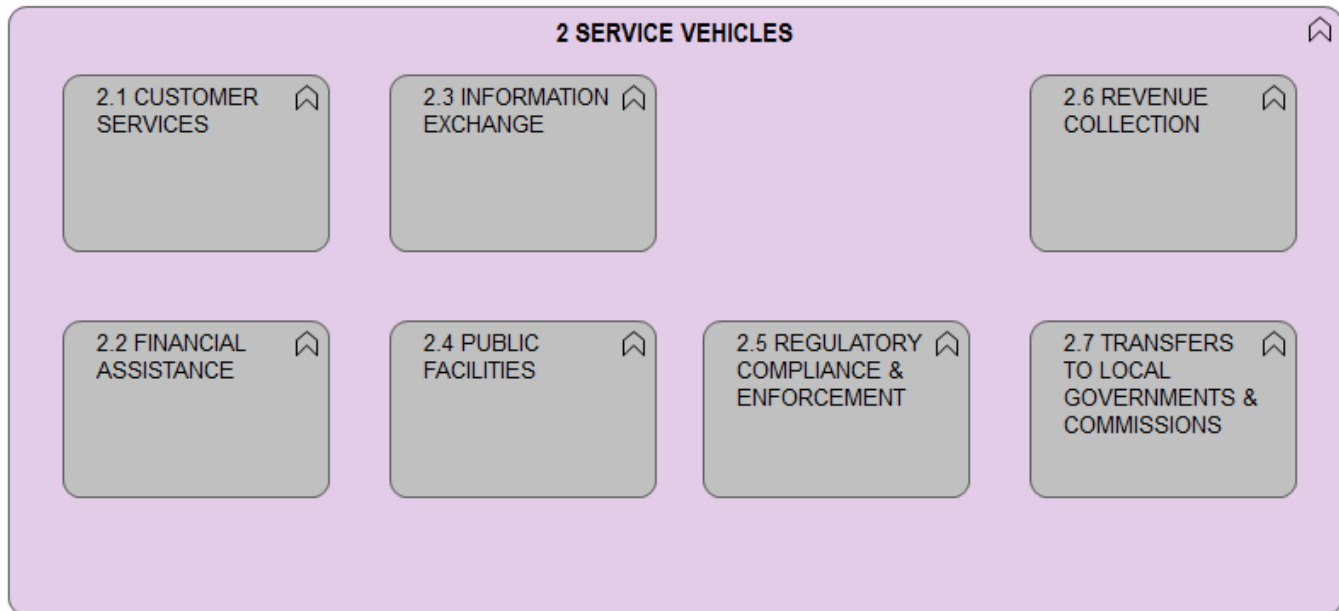 2 SERVICE VEHICLES
2.1 CUSTOMER
SERVICES
2.3 INFORMATION
EXCHANGE
2.6 REVENUE
COLLECTION
2.2 FINANCIAL
ASSISTANCE
2.4 PUBLIC
FACILITIES
2.5 REGULATORY
COMPLIANCE &
ENFORCEMENT
2.7 TRANSFERS
TO LOCAL
GOVERNMENTS &
COMMISSIONS